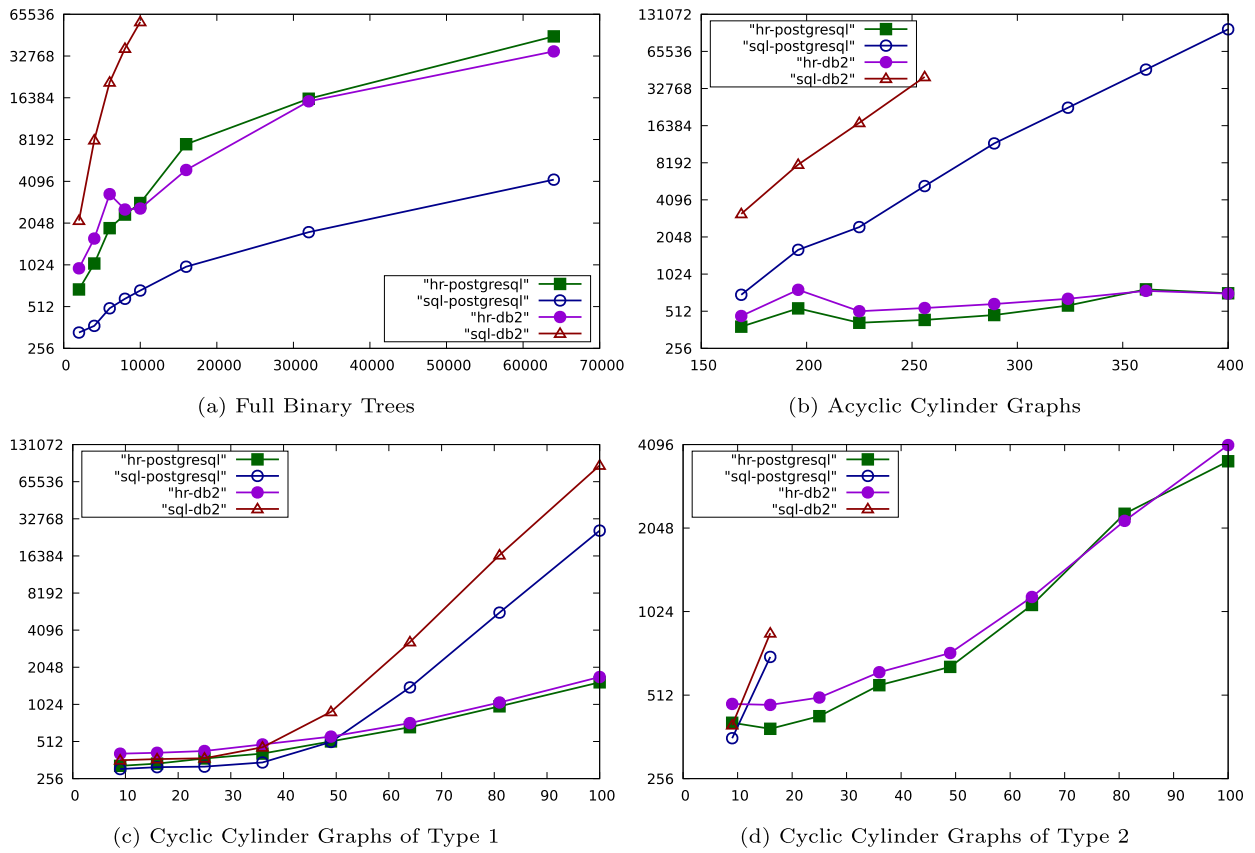 65536
32768
16384
8192
4096
2048
1024
512
256
0 10000 20000 30000 40000 50000 60000 70000
"hr-postgresql"
"sql-postgresql"
"hr-db2"
"sql-db2"
(a) Full Binary Trees
131072
65536
32768
16384
8192
4096
2048
1024
512
256
150 200 250 300 350 400
"hr-postgresql"
"sql-postgresql"
"hr-db2"
"sql-db2"
(b) Acyclic Cylinder Graphs
131072
65536
32768
16384
8192
4096
2048
1024
512
256
0 10 20 30 40 50 60 70 80 90 100
"hr-postgresql"
"sql-postgresql"
"hr-db2"
"sql-db2"
(c) Cyclic Cylinder Graphs of Type 1
4096
2048
1024
512
256
0 10 20 30 40 50 60 70 80 90 100
"hr-postgresql"
"sql-postgresql"
"hr-db2"
"sql-db2"
(d) Cyclic Cylinder Graphs of Type 2